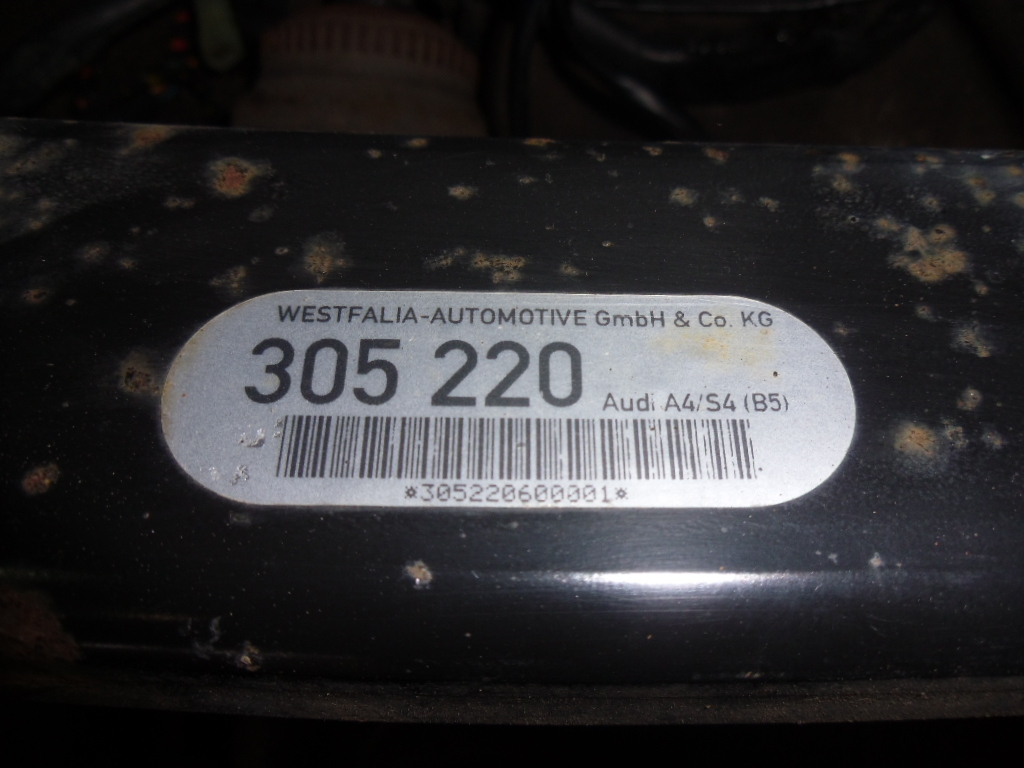 WESTFALIA-AUTOMOTIVE GmbH & Co. KG
305 220 Audi A4/S4 (B5)
*305220600001*